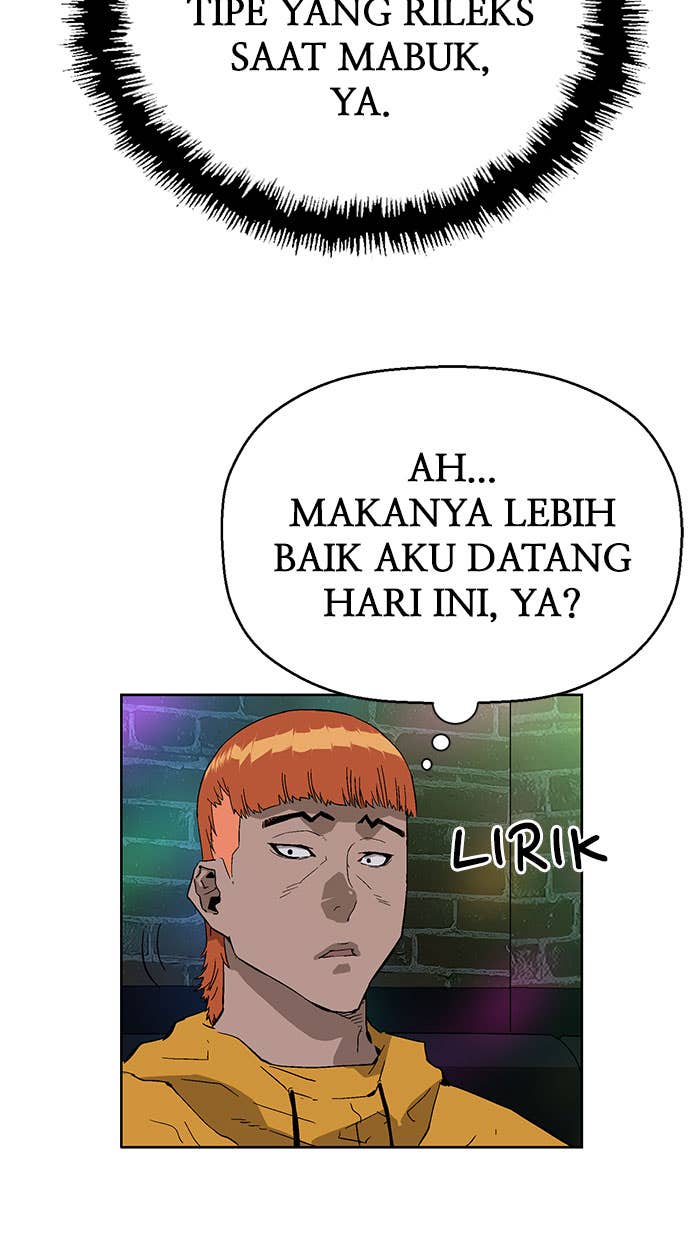 TIPE YANG RILEKS
SAAT MABUK,
YA.
AH...
MAKANYA LEBIH
BAIK AKU DATANG
HARI INI, YA?
LIRIK